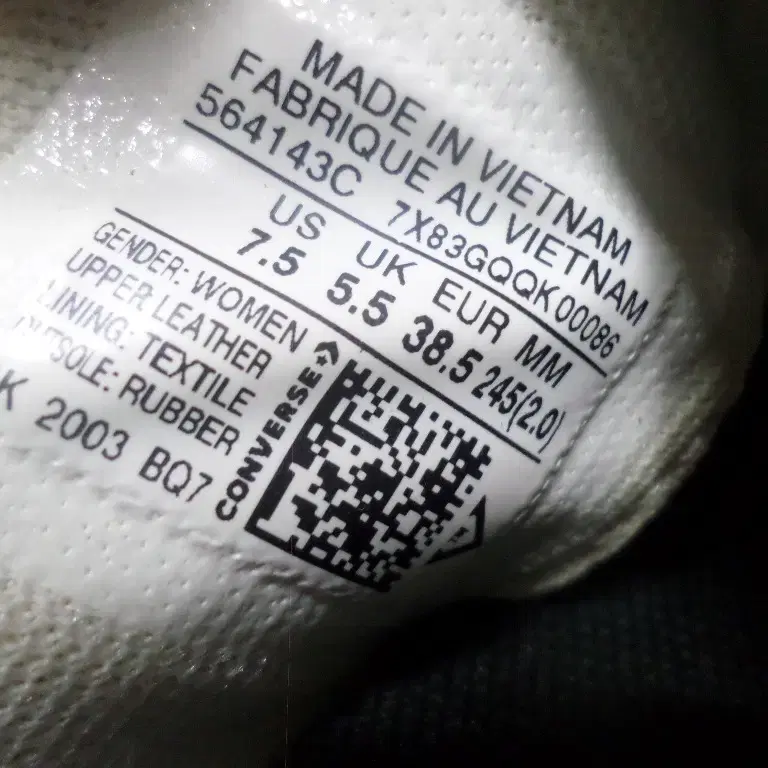 MADE IN VIETNAM
FABRIQUE AU VIETNAM
564143C 7X83GQQK00086
US UK EUR MM
7.5 5.5 38.5 245(2.0)
GENDER: WOMEN
UPPER LEATHER
LINING: TEXTILE
OUTSOLE: RUBBER
K 2003 BQ7
CONVERSE